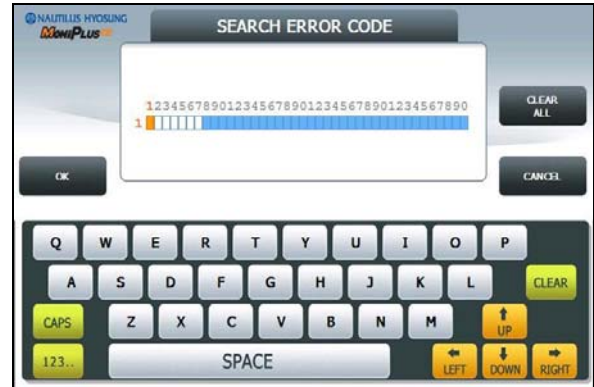 NAUTILUS HYOSUNG
MONiPLUS
SEARCH ERROR CODE
1234567890123456789012345678901234567890
1
CLEAR ALL
OK
CANCEL
Q W E R T Y U I O P
A S D F G H J K L CLEAR
CAPS Z X C V B N M UP
123.. SPACE LEFT DOWN RIGHT